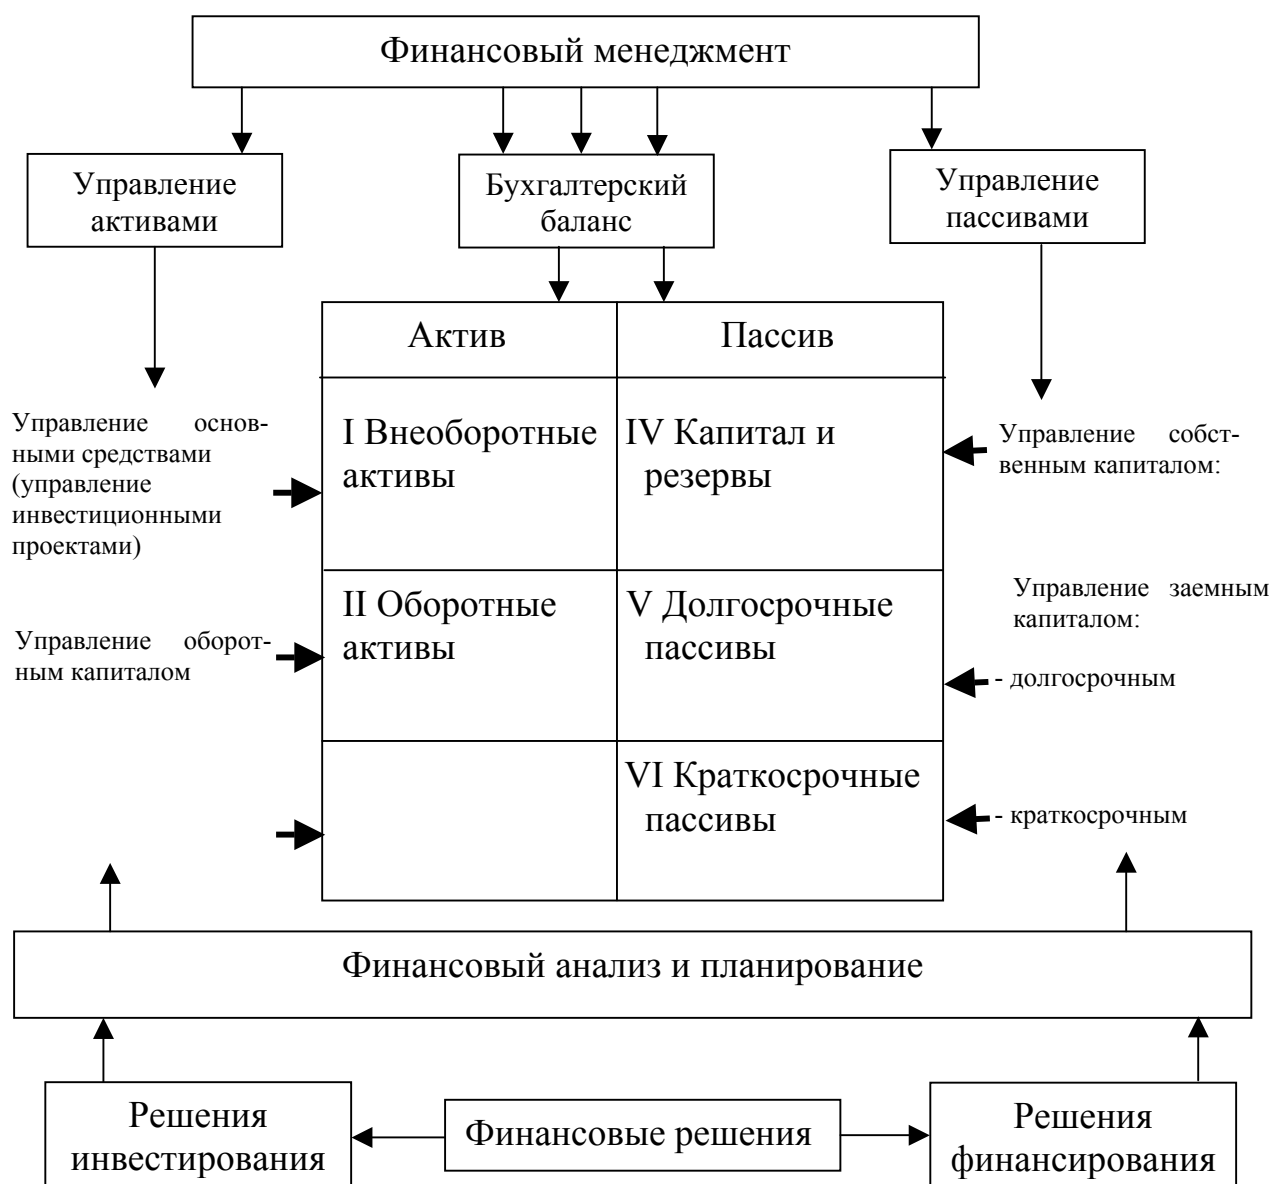 Финансовый менеджмент
Управление
активами
Бухгалтерский
баланс
Управление
пассивами
Актив
Пассив
Управление основ-
ными средствами
(управление
инвестиционными
проектами)
I Внеоборотные
активы
IV Капитал и
резервы
Управление собст-
венным капиталом:
Управление оборот-
ным капиталом
II Оборотные
активы
V Долгосрочные
пассивы
Управление заемным
капиталом:
- долгосрочным
VI Краткосрочные
пассивы
- краткосрочным
Финансовый анализ и планирование
Решения
инвестирования
Финансовые решения
Решения
финансирования